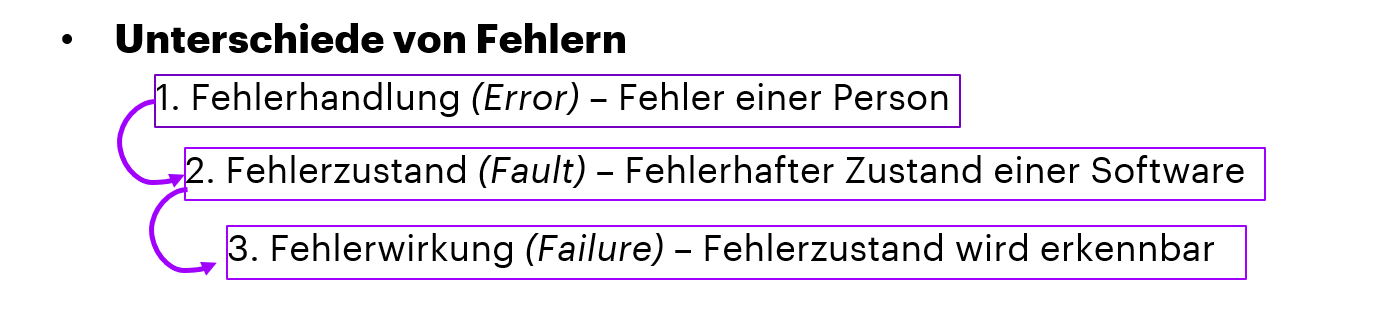 • Unterschiede von Fehlern
1. Fehlerhandlung (Error) – Fehler einer Person
2. Fehlerzustand (Fault) – Fehlerhafter Zustand einer Software
3. Fehlerwirkung (Failure) – Fehlerzustand wird erkennbar